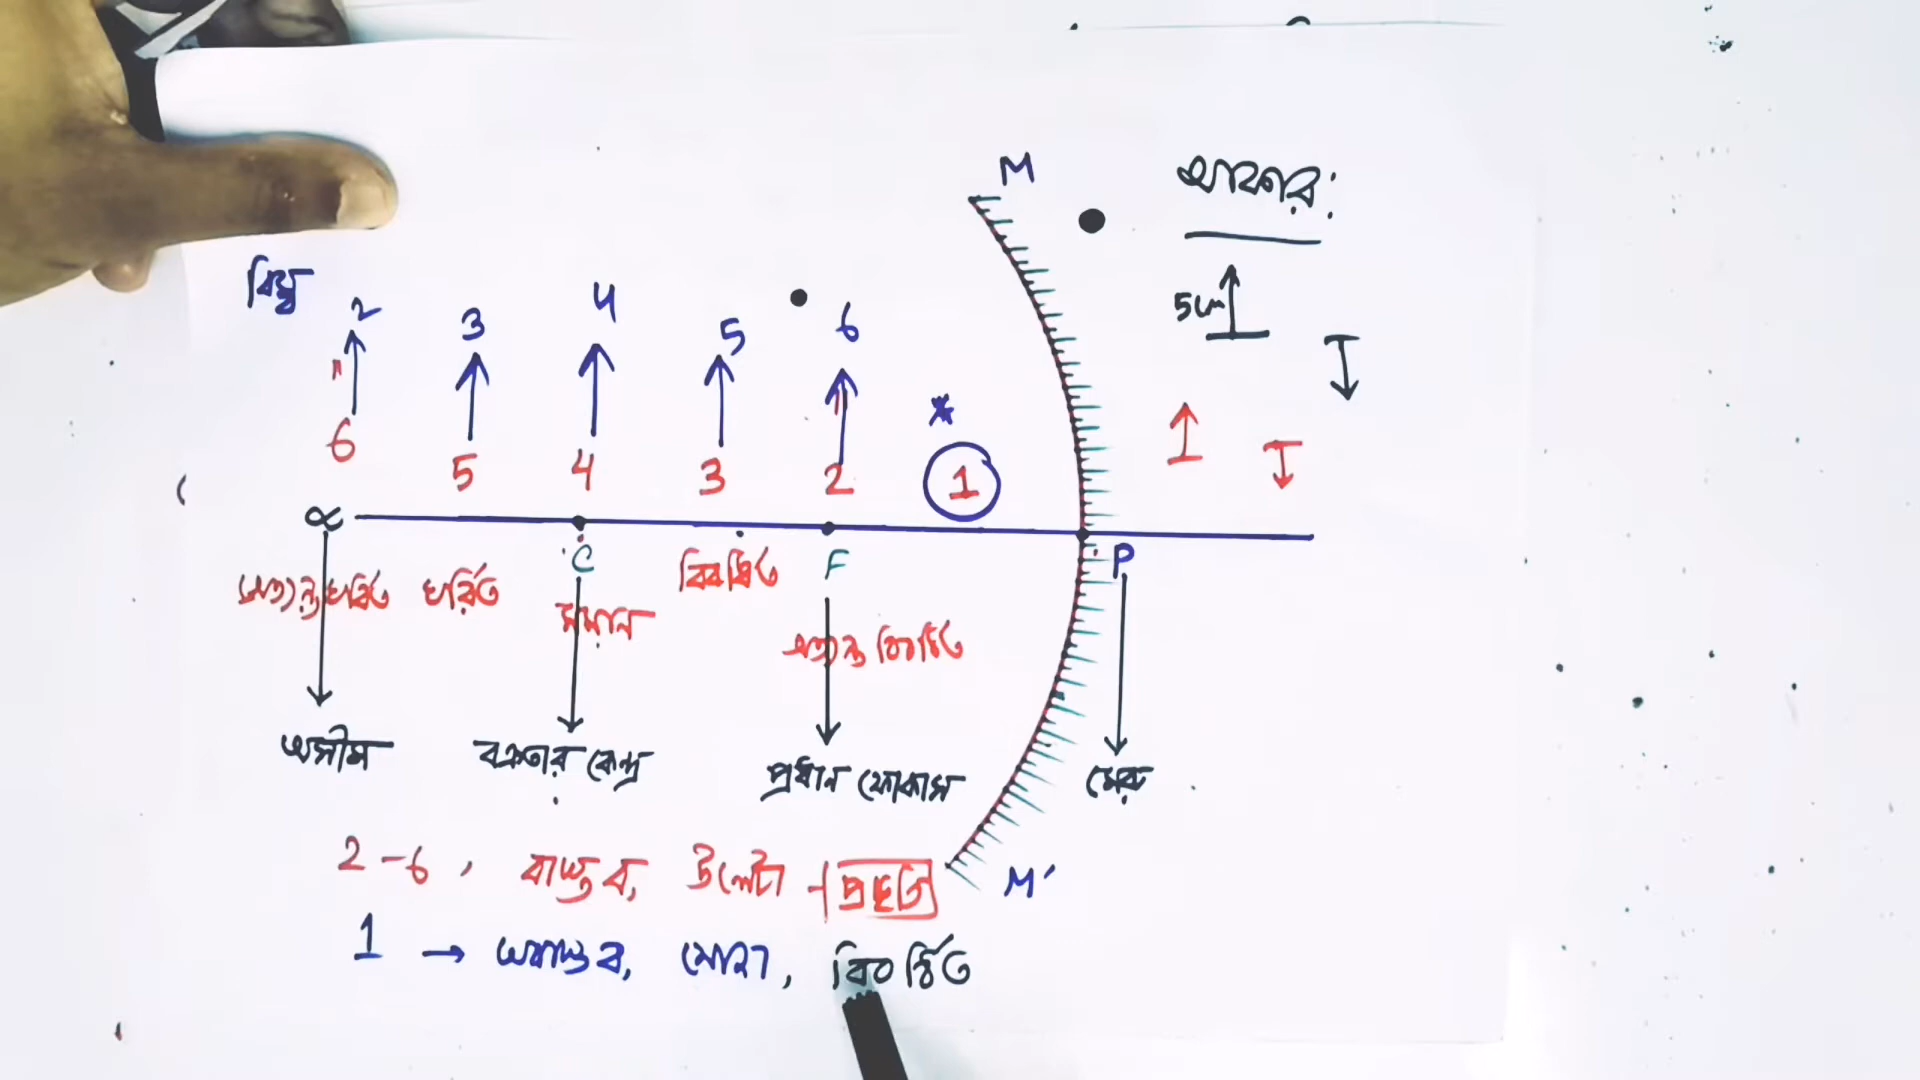 M
আকার:
5cm
বিম্ব
2 3 4 5 6
6 5 4 3 2 1
∝ C F P
অত্যন্ত খর্বিত খর্বিত সমান বিবর্ধিত অত্যন্ত বিবর্ধিত
অসীম বক্রতার কেন্দ্র প্রধান ফোকাস মেরু
2-6, বাস্তব, উল্টো প্রকৃতি
M'
1 → অবাস্তব, সোজা, বিবর্ধিত